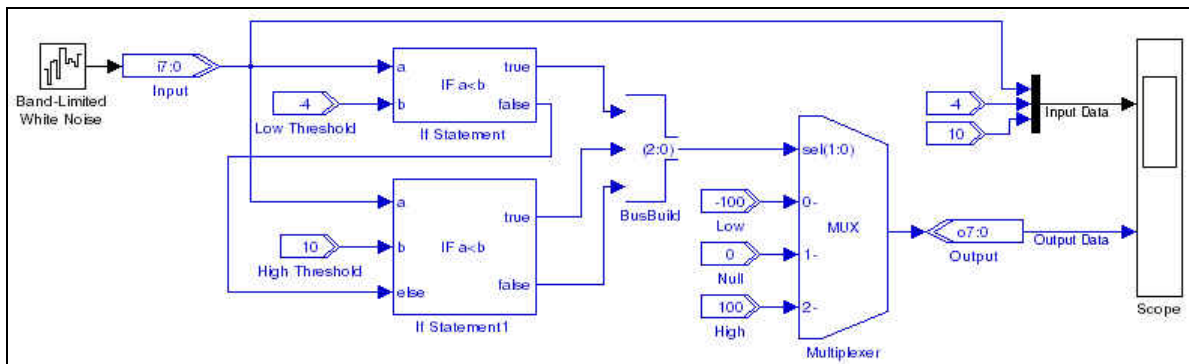 Band-Limited
White Noise
i7:0
Input
a
b
IF a<b
true
false
If Statement
-4
Low Threshold
a
b
else
IF a<b
true
false
If Statement1
10
High Threshold
(2:0)
BusBuild
sel(1:0)
0-
1-
2-
MUX
Multiplexer
-100
Low
0
Null
100
High
o7:0
Output
Output Data
-4
10
Input Data
Scope